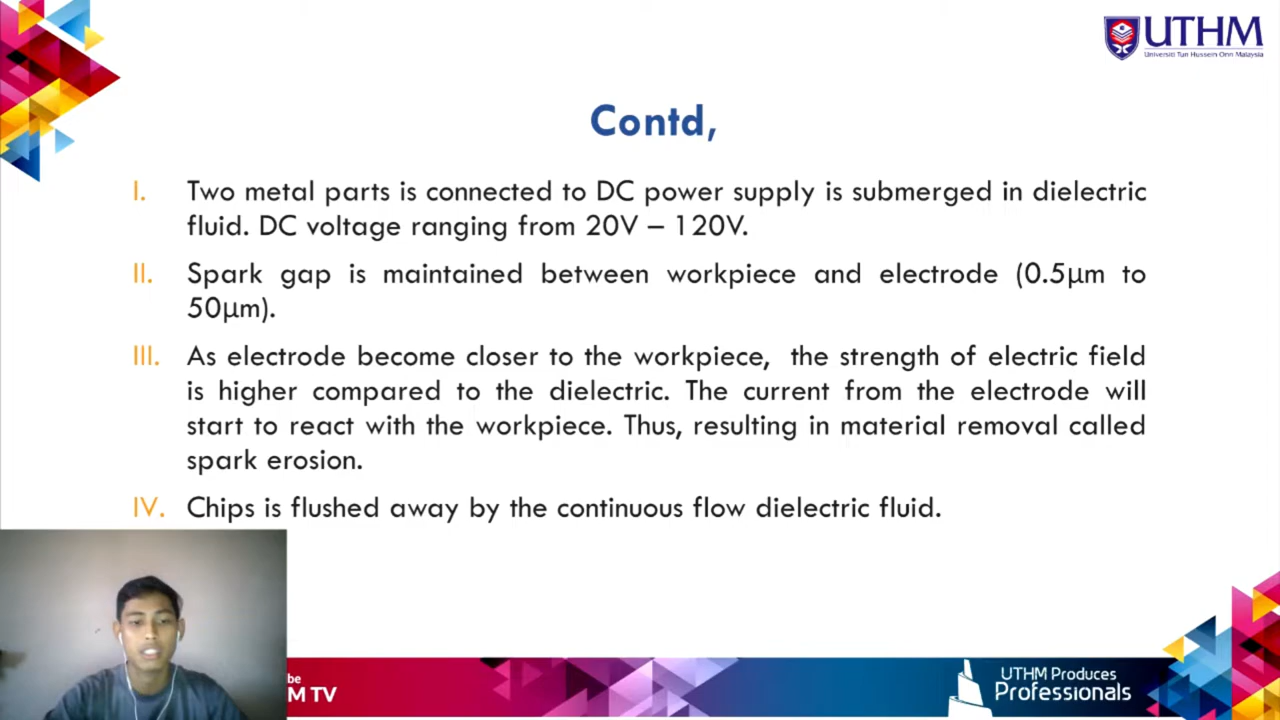 UTHM
Universiti Tun Hussein Onn Malaysia
Contd,
I. Two metal parts is connected to DC power supply is submerged in dielectric
fluid. DC voltage ranging from 20V – 120V.
II. Spark gap is maintained between workpiece and electrode (0.5µm to
50µm).
III. As electrode become closer to the workpiece, the strength of electric field
is higher compared to the dielectric. The current from the electrode will
start to react with the workpiece. Thus, resulting in material removal called
spark erosion.
IV. Chips is flushed away by the continuous flow dielectric fluid.
be
M TV
UTHM Produces
Professionals